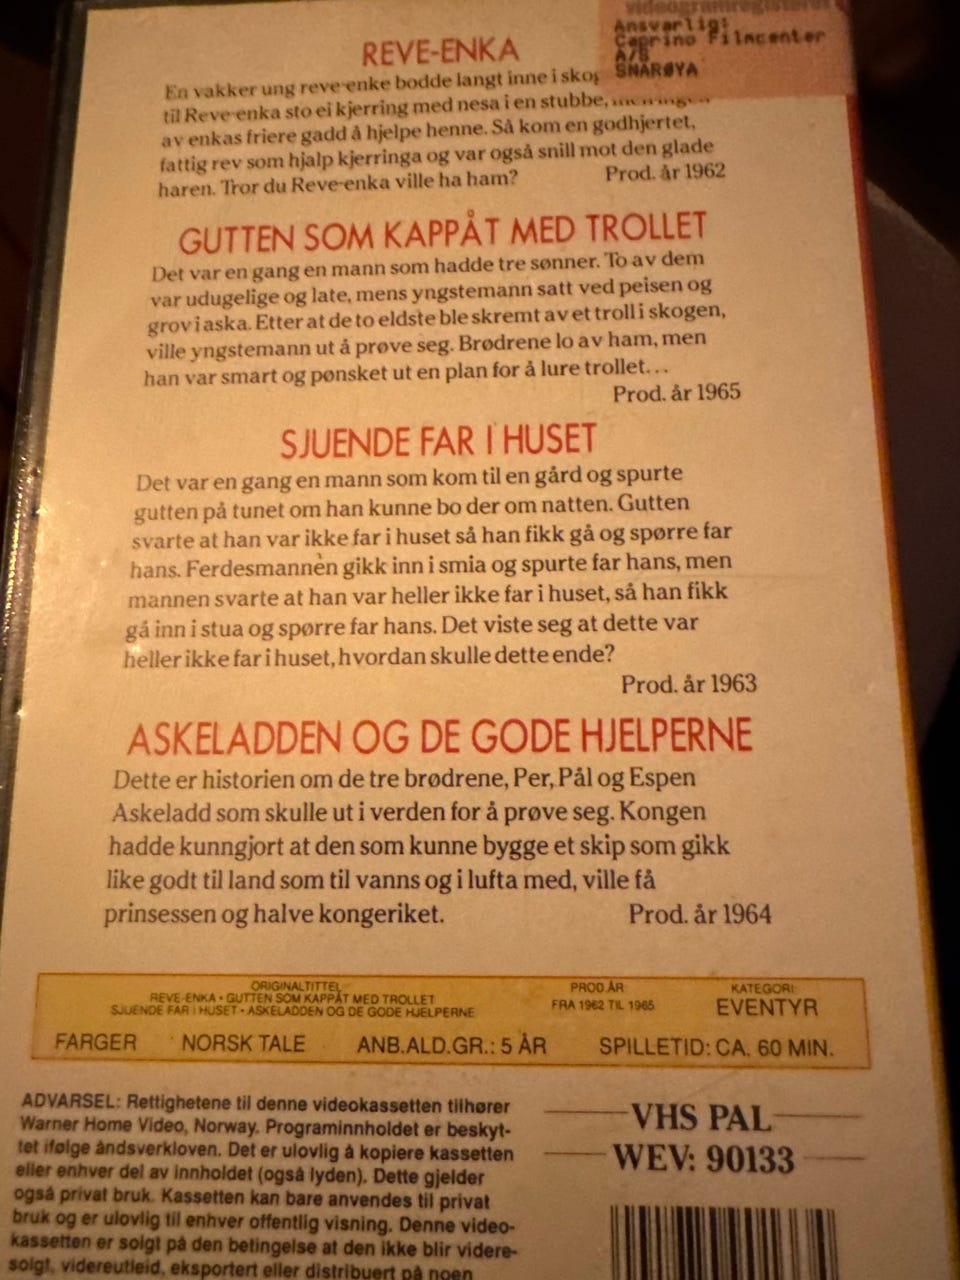 videogramregisteret
Ansvarlig:
Caprino Filmcenter
A/S
SNARØYA
REVE-ENKA
En vakker ung reve-enke bodde langt inne i skog
til Reve-enka sto ei kjerring med nesa i en stubbe, men ingen
av enkas friere gadd å hjelpe henne. Så kom en godhjertet,
fattig rev som hjalp kjerringa og var også snill mot den glade
haren. Tror du Reve-enka ville ha ham? Prod. år 1962
GUTTEN SOM KAPPÅT MED TROLLET
Det var en gang en mann som hadde tre sønner. To av dem
var udugelige og late, mens yngstemann satt ved peisen og
grov i aska. Etter at de to eldste ble skremt av et troll i skogen,
ville yngstemann ut å prøve seg. Brødrene lo av ham, men
han var smart og pønsket ut en plan for å lure trollet...
Prod. år 1965
SJUENDE FAR I HUSET
Det var en gang en mann som kom til en gård og spurte
gutten på tunet om han kunne bo der om natten. Gutten
svarte at han var ikke far i huset så han fikk gå og spørre far
hans. Ferdesmannen gikk inn i smia og spurte far hans, men
mannen svarte at han var heller ikke far i huset, så han fikk
gå inn i stua og spørre far hans. Det viste seg at dette var
heller ikke far i huset, hvordan skulle dette ende?
Prod. år 1963
ASKELADDEN OG DE GODE HJELPERNE
Dette er historien om de tre brødrene, Per, Pål og Espen
Askeladd som skulle ut i verden for å prøve seg. Kongen
hadde kunngjort at den som kunne bygge et skip som gikk
like godt til land som til vanns og i lufta med, ville få
prinsessen og halve kongeriket. Prod. år 1964
ORIGINALTITTEL
REVE-ENKA • GUTTEN SOM KAPPÅT MED TROLLET
SJUENDE FAR I HUSET • ASKELADDEN OG DE GODE HJELPERNE
PROD.ÅR
FRA 1962 TIL 1965
KATEGORI:
EVENTYR
FARGER NORSK TALE ANB.ALD.GR.: 5 ÅR SPILLETID: CA. 60 MIN.
ADVARSEL: Rettighetene til denne videokassetten tilhører
Warner Home Video, Norway. Programinnholdet er beskyt-
tet ifølge åndsverkloven. Det er ulovlig å kopiere kassetten
eller enhver del av innholdet (også lyden). Dette gjelder
også privat bruk. Kassetten kan bare anvendes til privat
bruk og er ulovlig til enhver offentlig visning. Denne video-
kassetten er solgt på den betingelse at den ikke blir videre-
solgt, videreutleid, eksportert eller distribuert på noen
VHS PAL
WEV: 90133